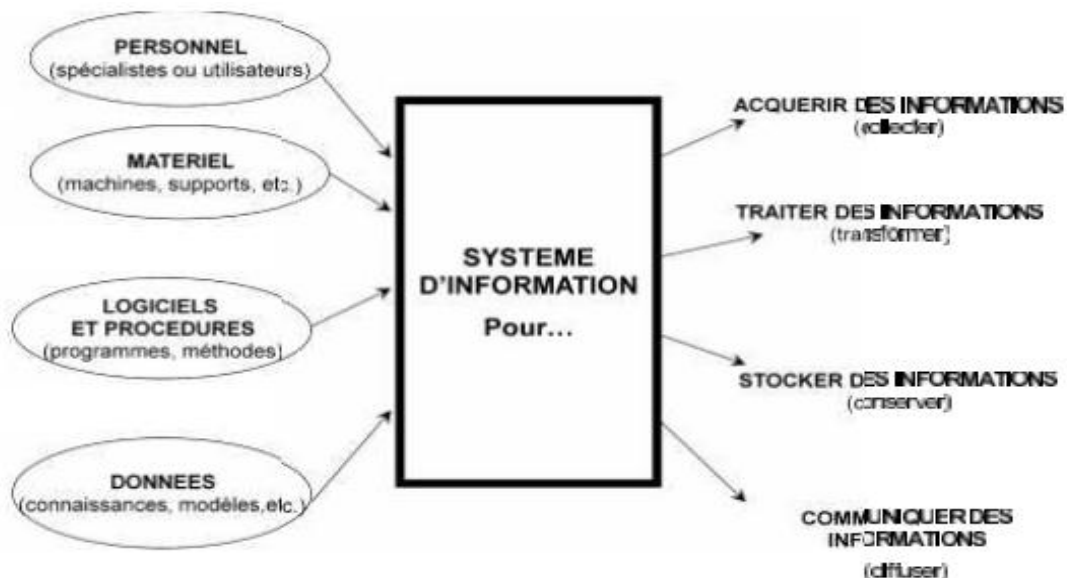 PERSONNEL
(spécialistes ou utilisateurs)
MATERIEL
(machines, supports, etc.)
LOGICIELS
ET PROCEDURES
(programmes, méthodes)
DONNEES
(connaissances, modèles,etc.)
SYSTEME
D'INFORMATION
Pour...
ACQUERIR DES INFORMATIONS
(collecter)
TRAITER DES INFORMATIONS
(transformer)
STOCKER DES INFORMATIONS
(conserver)
COMMUNIQUER DES
INFORMATIONS
(diffuser)